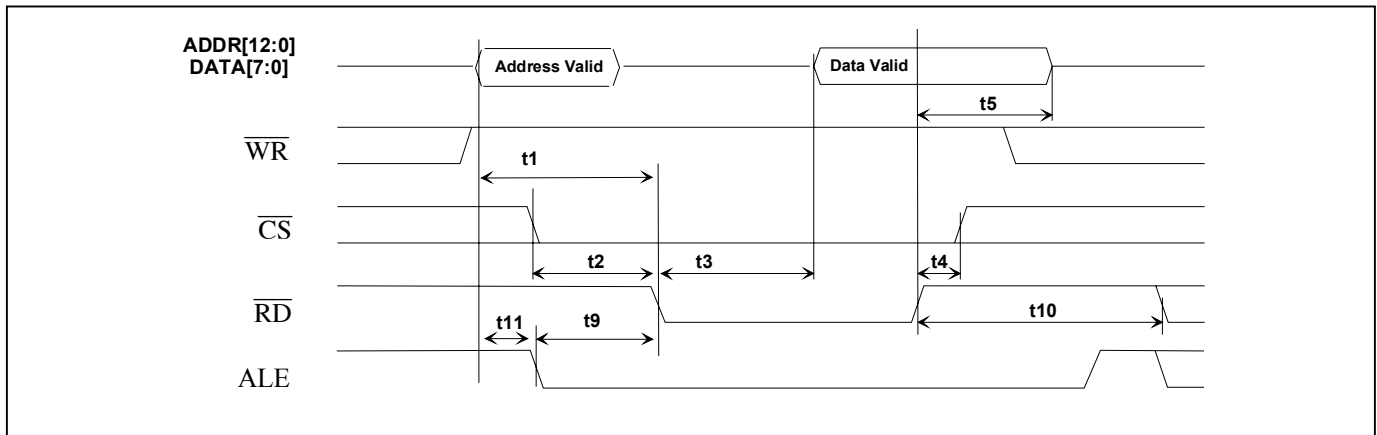 ADDR[12:0]
DATA[7:0]
Address Valid
Data Valid
t5
WR
t1
CS
t2
t3
t4
RD
t11
t9
t10
ALE